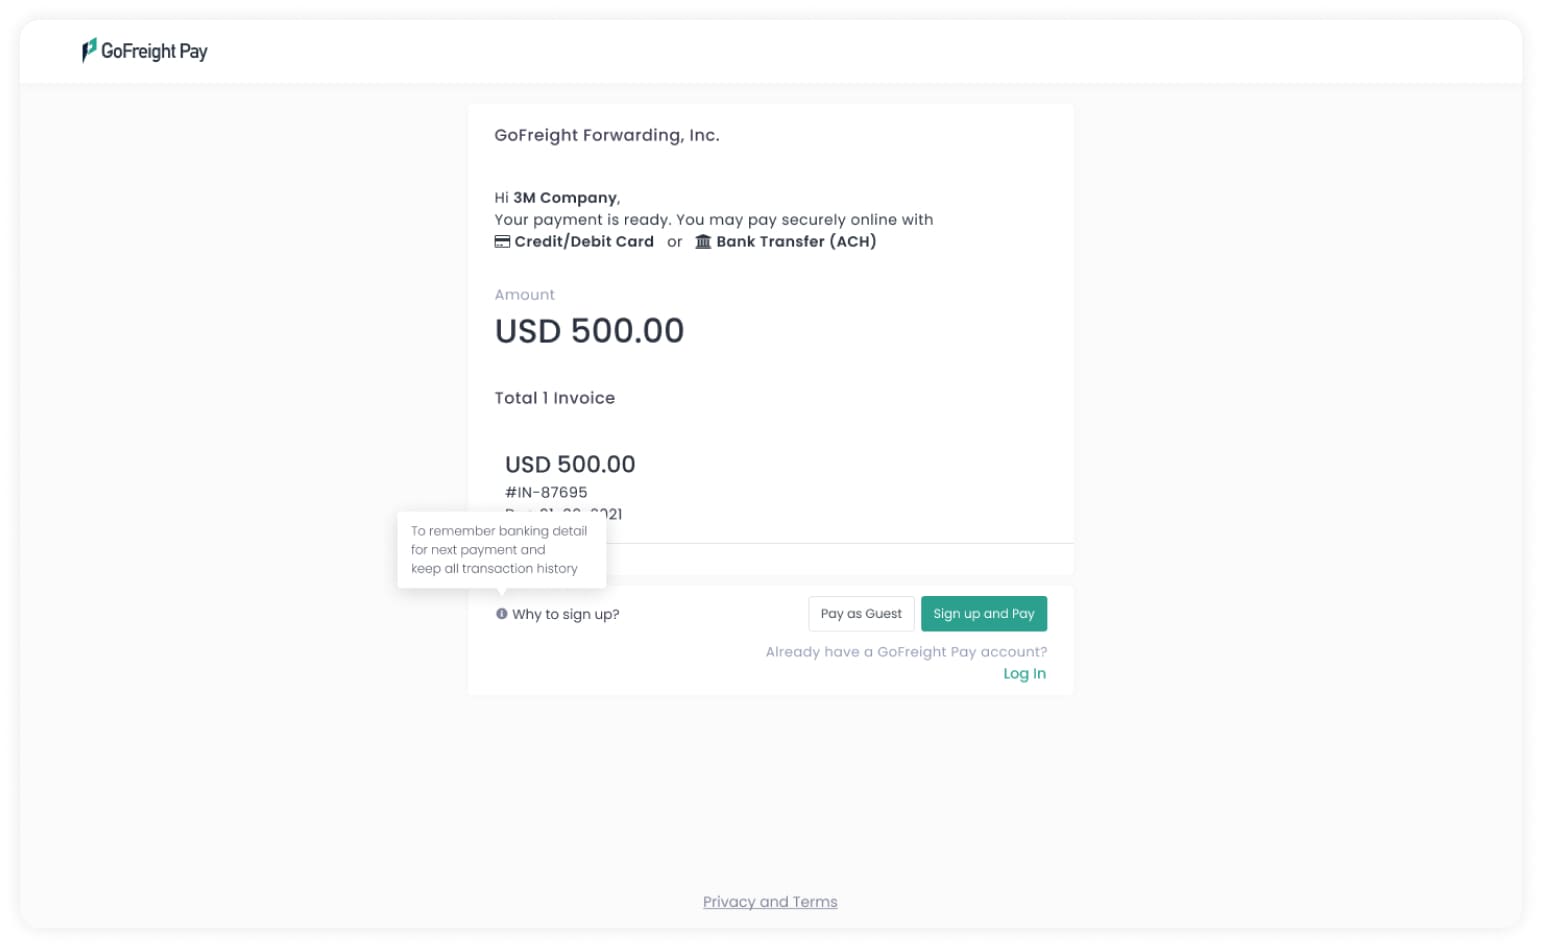 GoFreight Pay
GoFreight Forwarding, Inc.
Hi 3M Company,
Your payment is ready. You may pay securely online with
Credit/Debit Card or Bank Transfer (ACH)
Amount
USD 500.00
Total 1 Invoice
USD 500.00
#IN-87695
To remember banking detail
for next payment and
keep all transaction history
Why to sign up?
Pay as Guest
Sign up and Pay
Already have a GoFreight Pay account?
Log In
Privacy and Terms